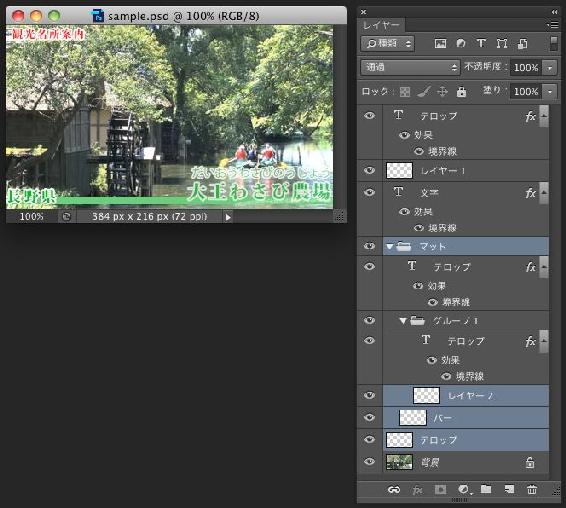 sample.psd @ 100% (RGB/8)
観光名所案内
だいおうわさびのうじょう
大王わさび農場
長野県
100%
384 px x 216 px (72 ppi)
レイヤー
種類
T
通過
不透明度：
100%
ロック：
塗り：
100%
T テロップ fx
効果
境界線
レイヤー 1
T 文字 fx
効果
境界線
マット
T テロップ fx
効果
境界線
グループ 1
T テロップ fx
効果
境界線
レイヤー 2
バー
テロップ
背景
fx